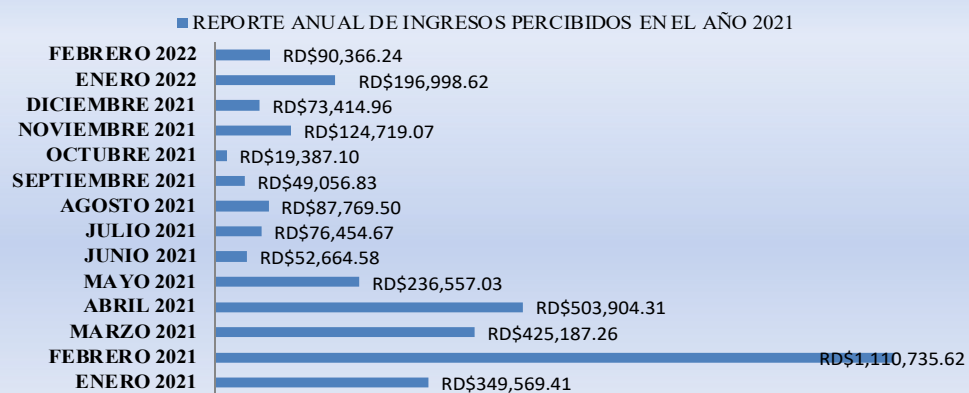 REPORTE ANUAL DE INGRESOS PERCIBIDOS EN EL AÑO 2021
FEBRERO 2022 RD$90,366.24
ENERO 2022 RD$196,998.62
DICIEMBRE 2021 RD$73,414.96
NOVIEMBRE 2021 RD$124,719.07
OCTUBRE 2021 RD$19,387.10
SEPTIEMBRE 2021 RD$49,056.83
AGOSTO 2021 RD$87,769.50
JULIO 2021 RD$76,454.67
JUNIO 2021 RD$52,664.58
MAYO 2021 RD$236,557.03
ABRIL 2021 RD$503,904.31
MARZO 2021 RD$425,187.26
FEBRERO 2021 RD$1,110,735.62
ENERO 2021 RD$349,569.41